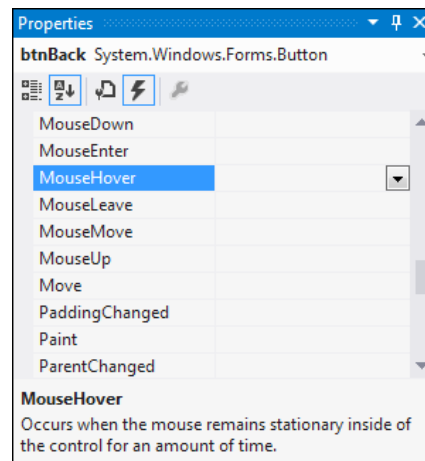 Properties
btnBack System.Windows.Forms.Button
MouseDown
MouseEnter
MouseHover
MouseLeave
MouseMove
MouseUp
Move
PaddingChanged
Paint
ParentChanged
MouseHover
Occurs when the mouse remains stationary inside of
the control for an amount of time.